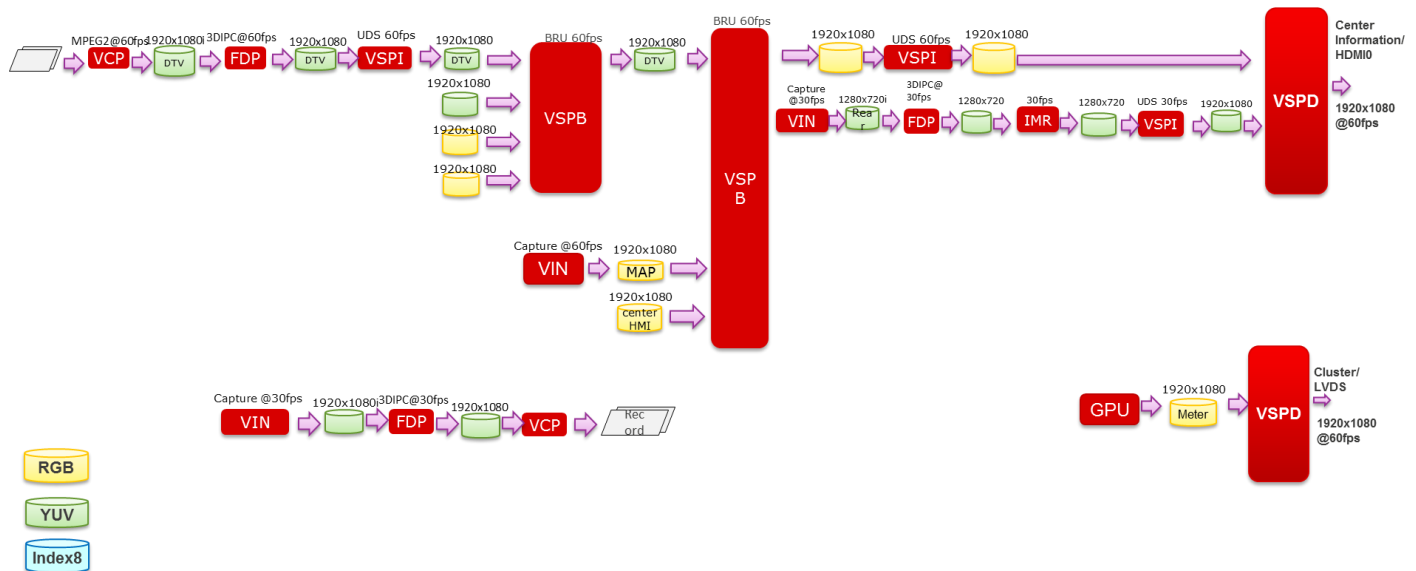 MPEG2@60fps
VCP
1920x1080i
DTV
3DIPC@60fps
FDP
1920x1080
DTV
UDS 60fps
VSPI
1920x1080
DTV
1920x1080
1920x1080
1920x1080
BRU 60fps
VSPB
1920x1080
DTV
BRU 60fps
VSP
B
1920x1080
UDS 60fps
VSPI
1920x1080
VSPD
Center
Information/
HDMI0
1920x1080
@60fps
Capture
@30fps
VIN
1280x720i
Rea
r
3DIPC@
30fps
FDP
1280x720
30fps
IMR
1280x720
UDS 30fps
VSPI
1920x1080
Capture @60fps
VIN
1920x1080
MAP
1920x1080
center
HMI
Capture @30fps
VIN
1920x1080i
3DIPC@30fps
FDP
1920x1080
VCP
Rec
ord
GPU
1920x1080
Meter
VSPD
Cluster/
LVDS
1920x1080
@60fps
RGB
YUV
Index8